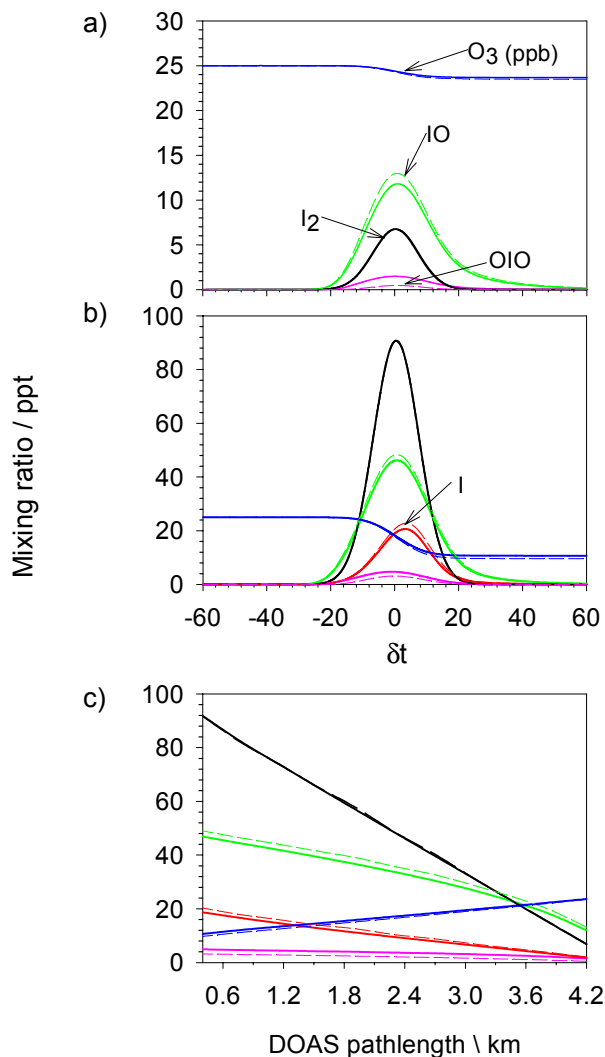 a)
30
25
20
15
10
5
0
O3 (ppb)
IO
I2
OIO
b)
100
80
60
40
20
0
I
-60 -40 -20 0 20 40 60
δt
Mixing ratio / ppt
c)
100
80
60
40
20
0
0.6 1.2 1.8 2.4 3.0 3.6 4.2
DOAS pathlength \ km